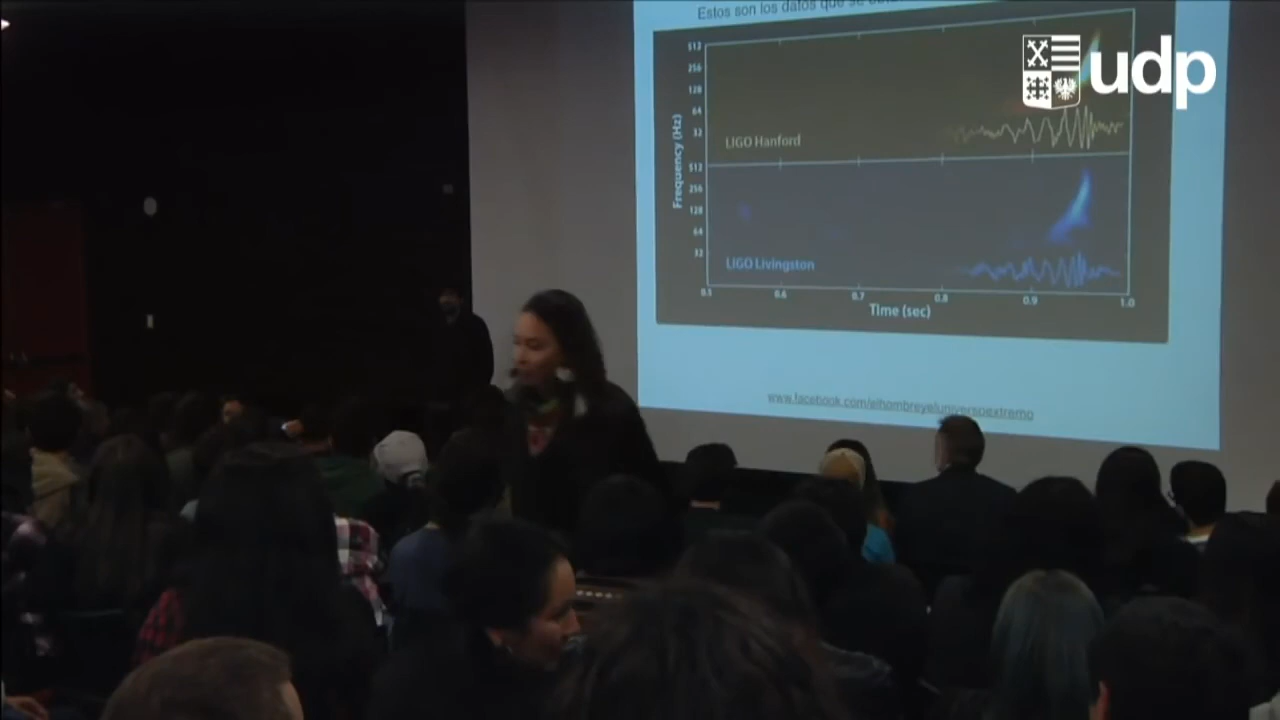 Estos son los datos que se
udp
512
256
128
64
32
LIGO Hanford
Frequency (Hz)
512
256
128
64
32
LIGO Livingston
0.5 0.6 0.7 0.8 0.9 1.0
Time (sec)
www.facebook.com/elhombreyeluniversoextremo